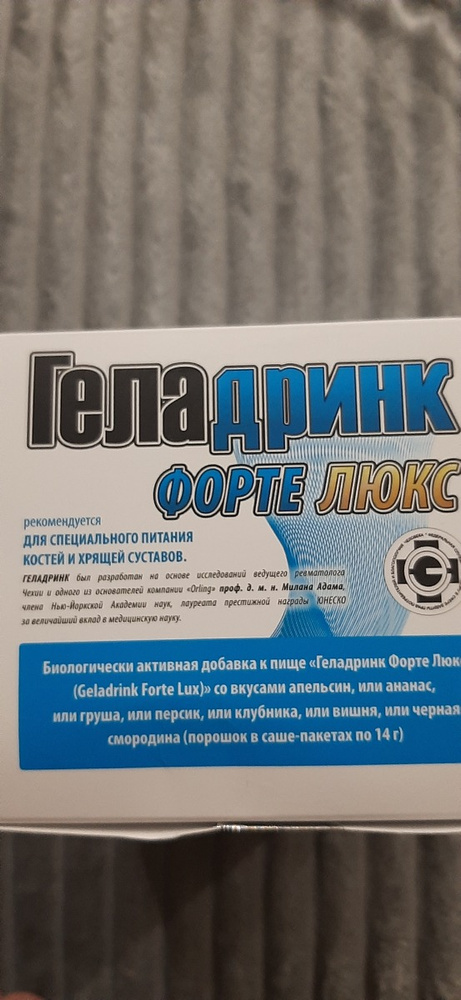 Геладринк
ФОРТЕ ЛЮКС
рекомендуется
ДЛЯ СПЕЦИАЛЬНОГО ПИТАНИЯ
КОСТЕЙ И ХРЯЩЕЙ СУСТАВОВ.
ГЕЛАДРИНК был разработан на основе исследований ведущего ревматолога
Чехии и одного из основателей компании «Orling» проф. д. м. н. Милана Адама,
члена Нью-Йоркской Академии наук, лауреата престижной награды ЮНЕСКО
за величайший вклад в медицинскую науку.
Биологически активная добавка к пище «Геладринк Форте Люк
(Geladrink Forte Lux)» со вкусами апельсин, или ананас,
или груша, или персик, или клубника, или вишня, или черная
смородина (порошок в саше-пакетах по 14 г)